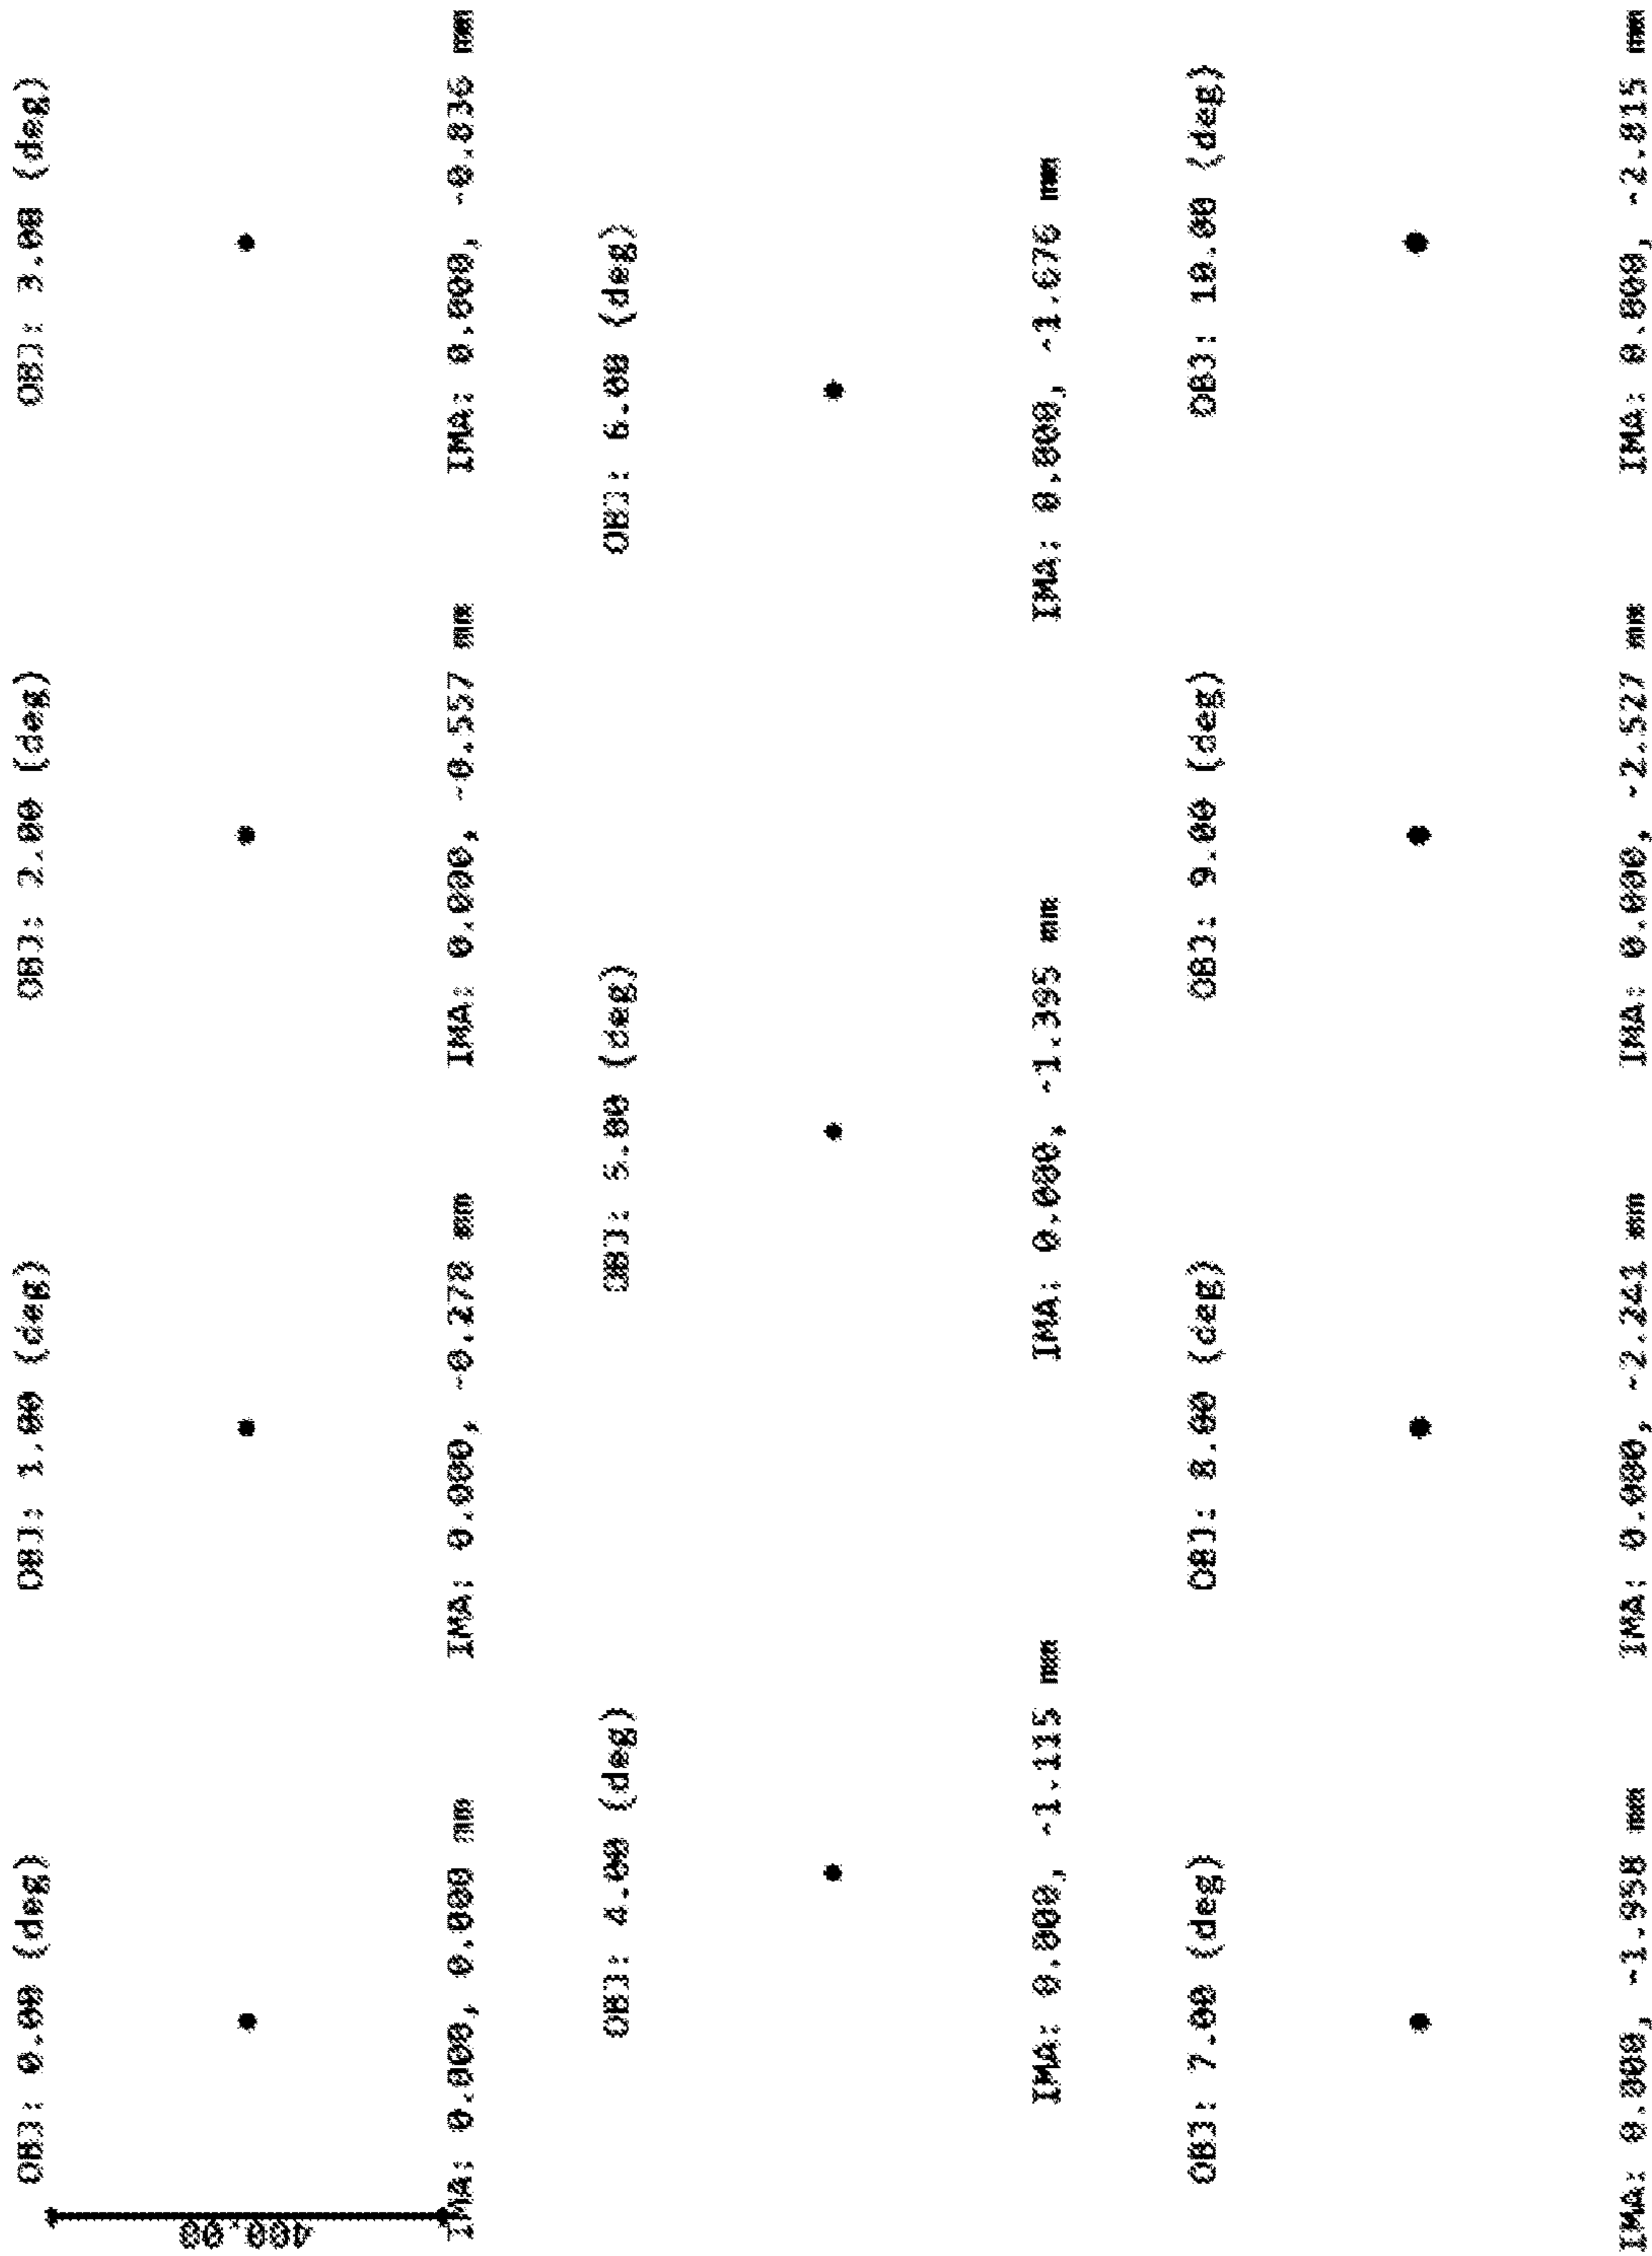 OBJ: 0.00 (deg)
OBJ: 1.00 (deg)
OBJ: 2.00 (deg)
OBJ: 3.00 (deg)
400.00
IMA: 0.000, 0.000 mm
IMA: 0.000, -0.278 mm
IMA: 0.000, -0.557 mm
IMA: 0.000, -0.836 mm
OBJ: 4.00 (deg)
OBJ: 5.00 (deg)
OBJ: 6.00 (deg)
IMA: 0.000, -1.115 mm
IMA: 0.000, -1.395 mm
IMA: 0.000, -1.676 mm
OBJ: 7.00 (deg)
OBJ: 8.00 (deg)
OBJ: 9.00 (deg)
OBJ: 10.00 (deg)
IMA: 0.000, -1.958 mm
IMA: 0.000, -2.241 mm
IMA: 0.000, -2.527 mm
IMA: 0.000, -2.815 mm